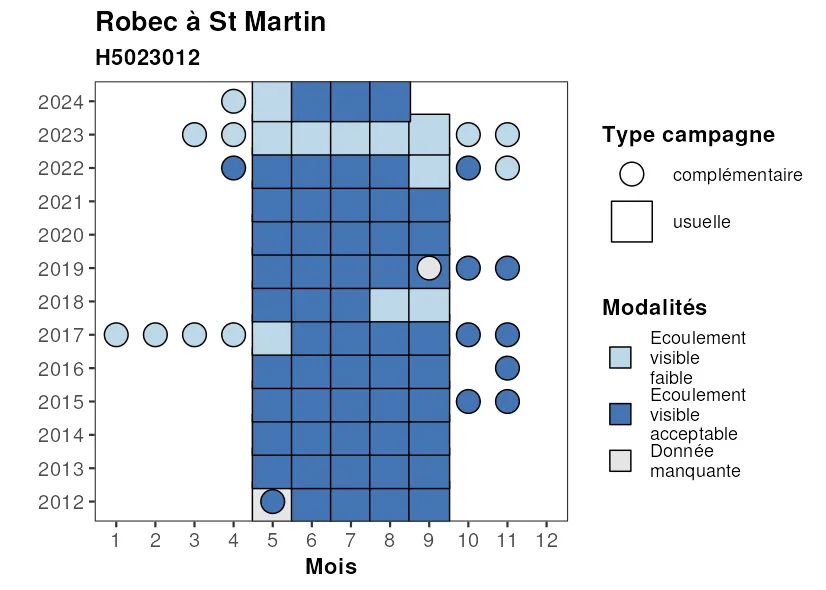 Robec à St Martin
H5023012
2024
2023
2022
2021
2020
2019
2018
2017
2016
2015
2014
2013
2012
1 2 3 4 5 6 7 8 9 10 11 12
Mois
Type campagne
complémentaire
usuelle
Modalités
Ecoulement
visible
faible
Ecoulement
visible
acceptable
Donnée
manquante